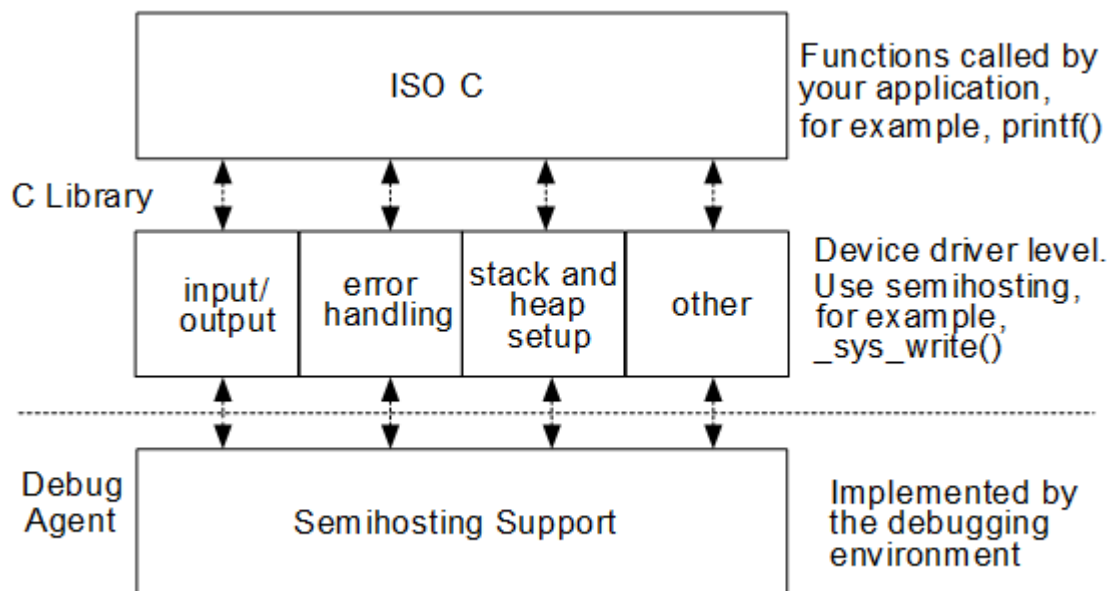 ISO C
Functions called by
your application,
for example, printf()
C Library
input/
output
error
handling
stack and
heap
setup
other
Device driver level.
Use semihosting,
for example,
_sys_write()
Debug
Agent
Semihosting Support
Implemented by
the debugging
environment